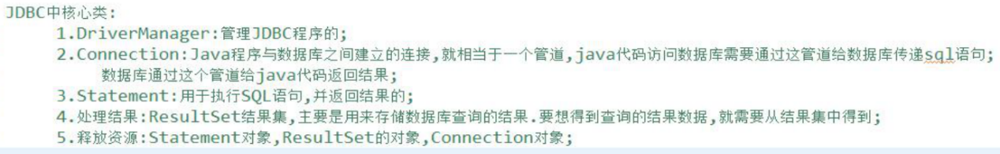 JDBC中核心类:
1.DriverManager:管理JDBC程序的;
2.Connection:Java程序与数据库之间建立的连接,就相当于一个管道,java代码访问数据库需要通过这管道给数据库传递sql语句;
数据库通过这个管道给java代码返回结果;
3.Statement:用于执行SQL语句,并返回结果的;
4.处理结果:ResultSet结果集,主要是用来存储数据库查询的结果.要想得到查询的结果数据,就需要从结果集中得到;
5.释放资源:Statement对象,ResultSet的对象,Connection对象;